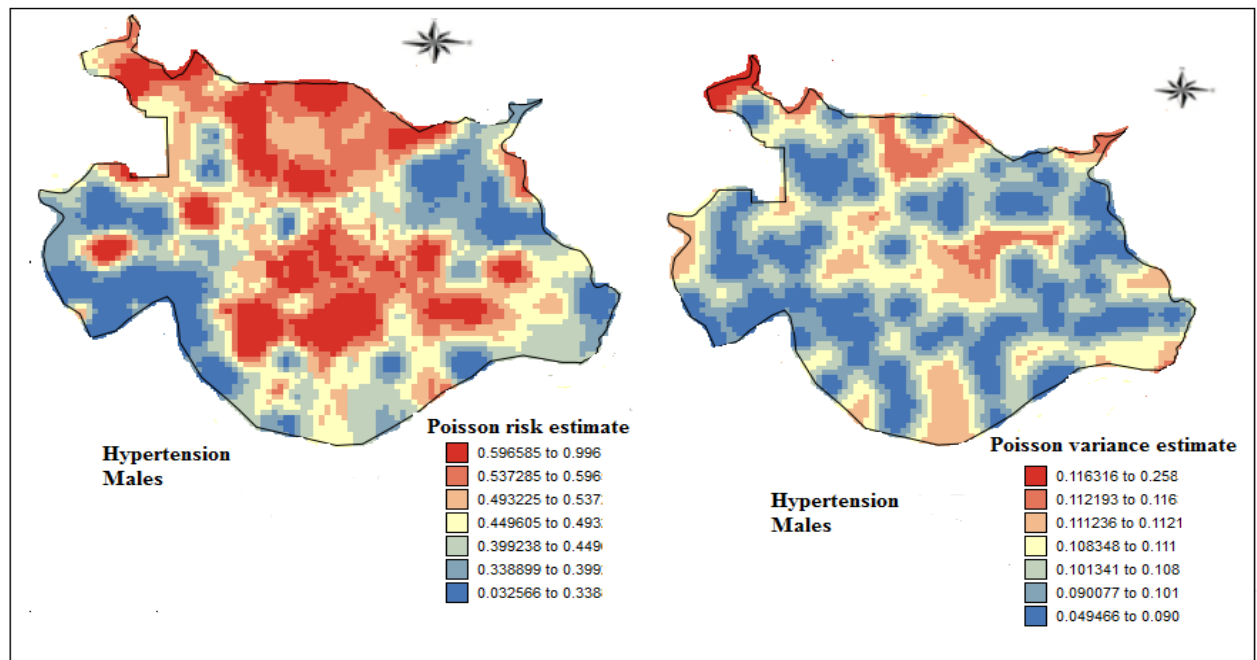 Poisson risk estimate
0.596585 to 0.996
0.537285 to 0.596
0.493225 to 0.537
0.449605 to 0.493
0.399238 to 0.449
0.338899 to 0.399
0.032566 to 0.338
Hypertension
Males
Poisson variance estimate
0.116316 to 0.258
0.112193 to 0.116
0.111236 to 0.1121
0.108348 to 0.111
0.101341 to 0.108
0.090077 to 0.101
0.049466 to 0.090
Hypertension
Males